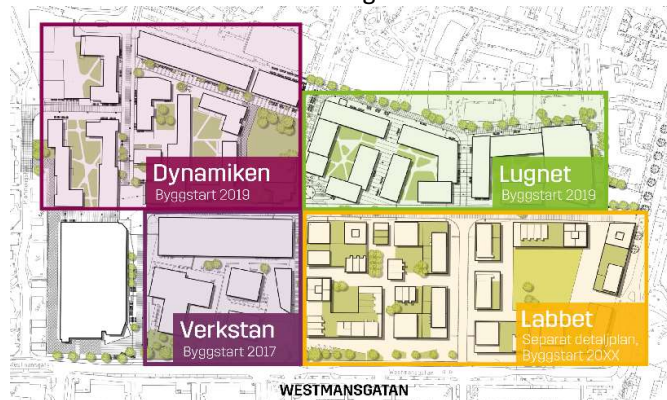 Dynamiken
Byggstart 2019
Lugnet
Byggstart 2019
Verkstan
Byggstart 2017
Labbet
Separat detaljplan,
Byggstart 20XX
WESTMANSGATAN